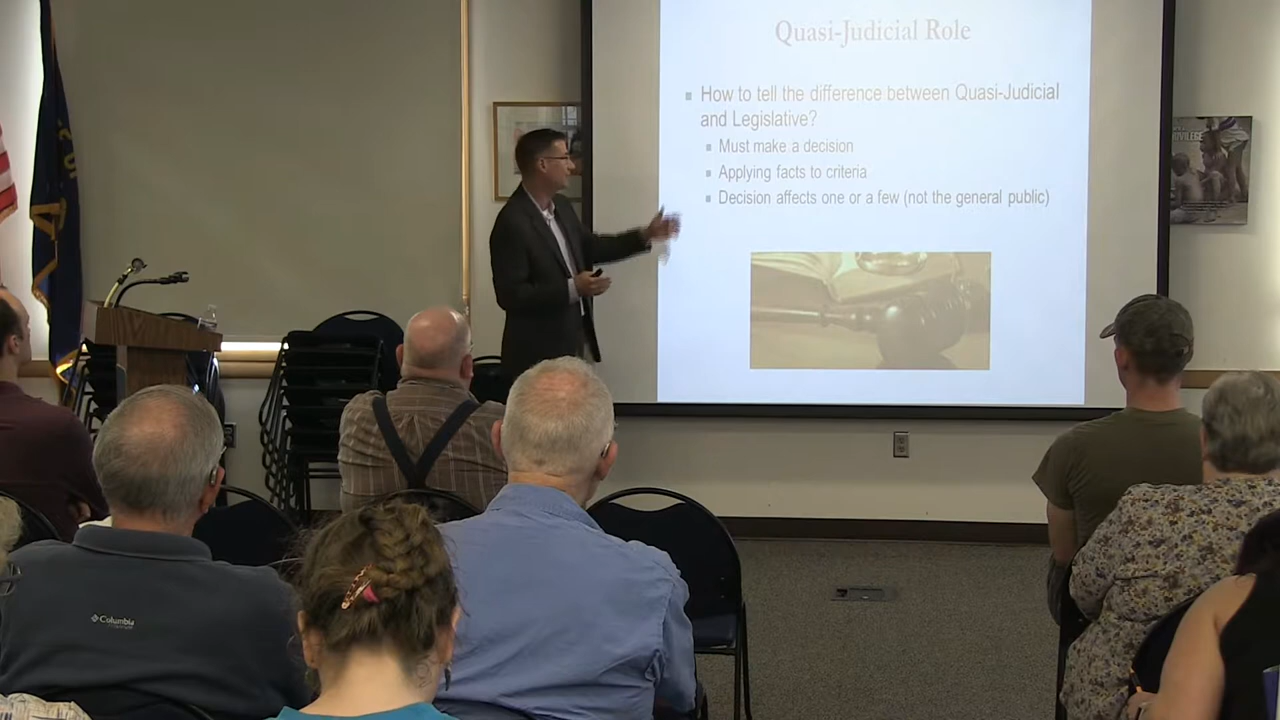 Quasi-Judicial Role
How to tell the difference between Quasi-Judicial
and Legislative?
Must make a decision
Applying facts to criteria
Decision affects one or a few (not the general public)
Columbia